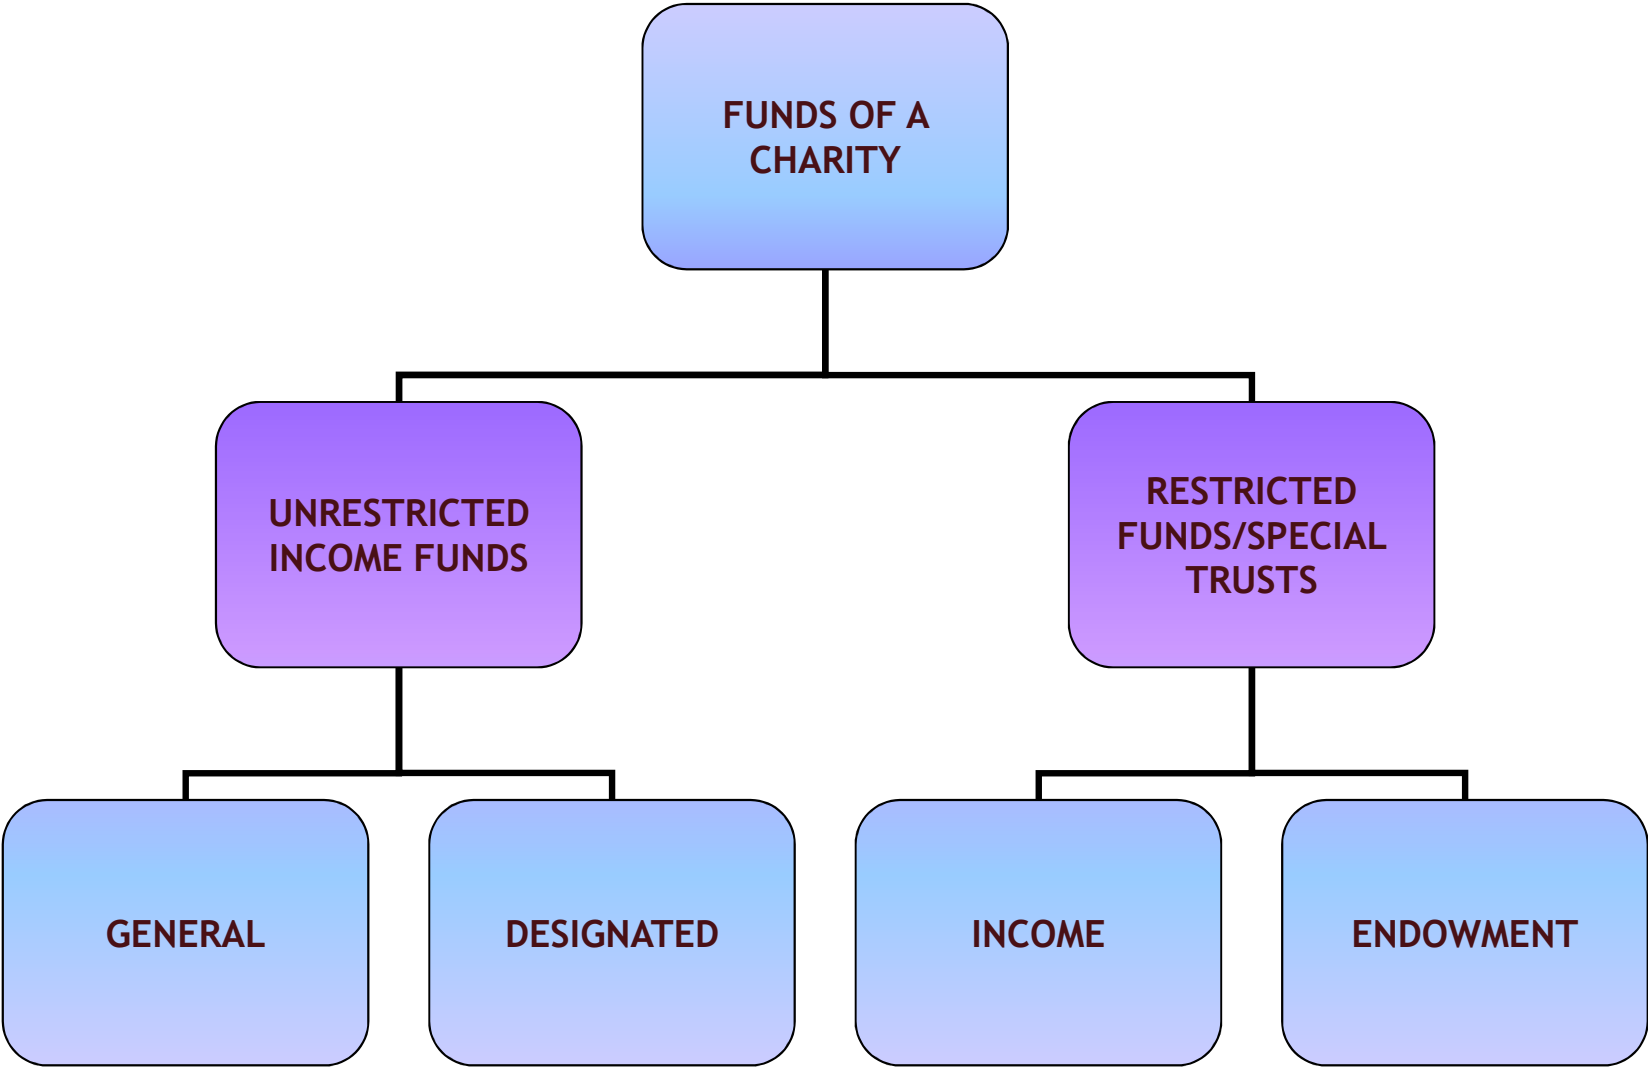 FUNDS OF A
CHARITY
UNRESTRICTED
INCOME FUNDS
RESTRICTED
FUNDS/SPECIAL
TRUSTS
GENERAL
DESIGNATED
INCOME
ENDOWMENT